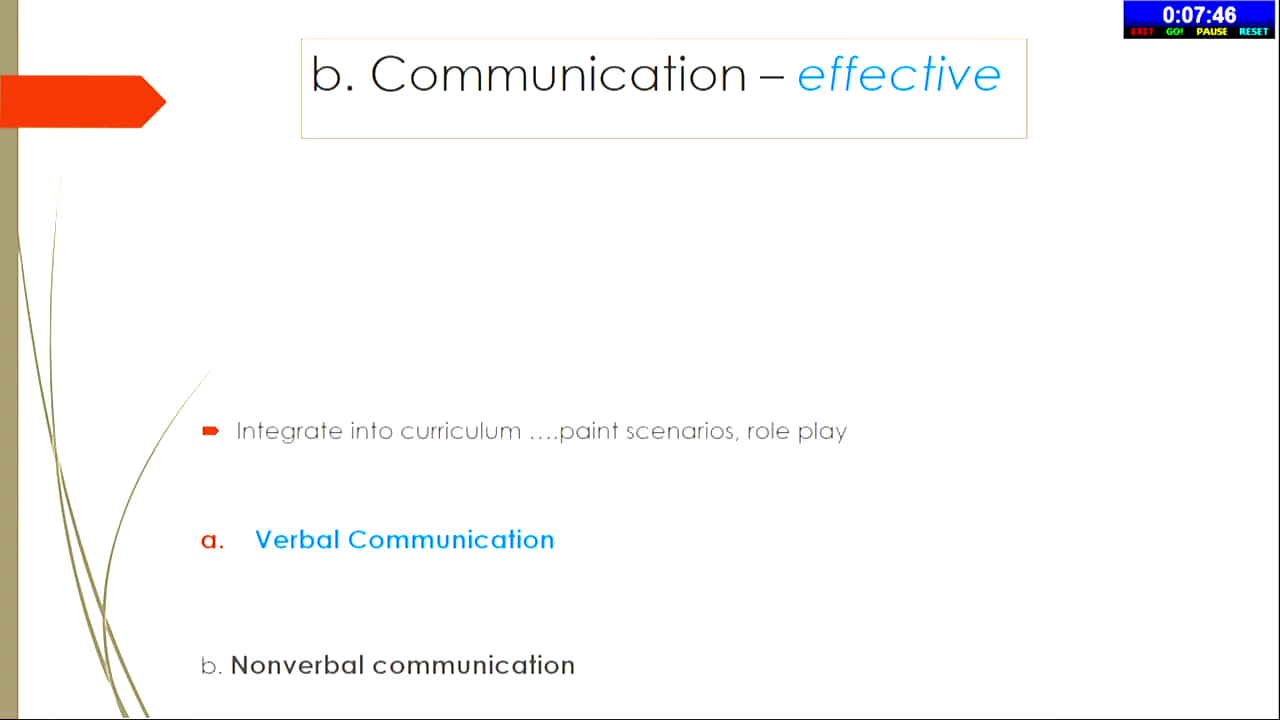 0:07:46
EXIT GO! PAUSE RESET
b. Communication – effective
Integrate into curriculum ....paint scenarios, role play
a. Verbal Communication
b. Nonverbal communication